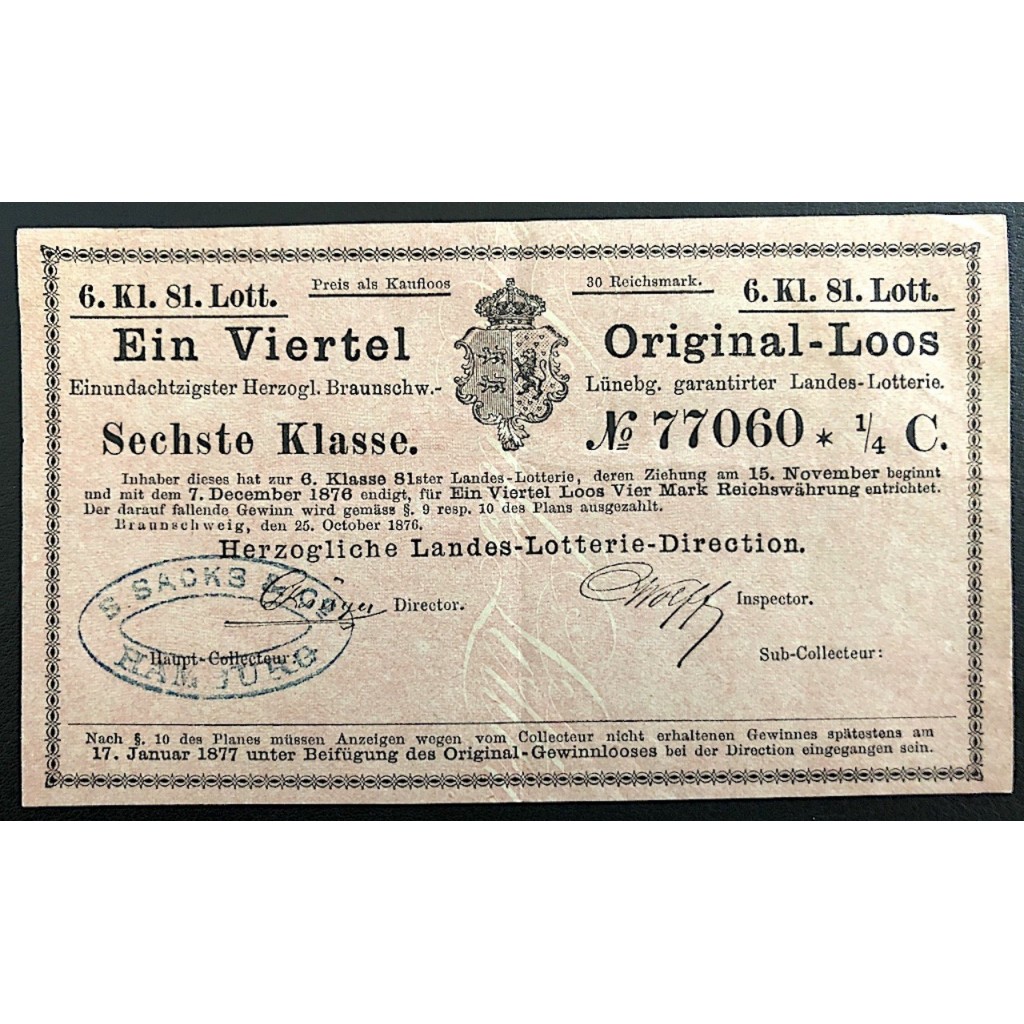 6. Kl. 81. Lott. Preis als Kaufloos 30 Reichsmark. 6. Kl. 81. Lott.
Ein Viertel Original-Loos
Einundachtzigster Herzogl. Braunschw.- Lünebg. garantirter Landes-Lotterie.
Sechste Klasse. No 77060 * 1/4 C.
Inhaber dieses hat zur 6. Klasse 81ster Landes-Lotterie, deren Ziehung am 15. November beginnt
und mit dem 7. December 1876 endigt, für Ein Viertel Loos Vier Mark Reichswährung entrichtet.
Der darauf fallende Gewinn wird gemäss §. 9 resp. 10 des Plans ausgezahlt.
Braunschweig, den 25. October 1876.
Herzogliche Landes-Lotterie-Direction.
Director. Wolff Inspector.
S. SACKS & Co
HAMBURG
Haupt-Collecteur: Sub-Collecteur:
Nach §. 10 des Planes müssen Anzeigen wegen vom Collecteur nicht erhaltenen Gewinnes spätestens am
17. Januar 1877 unter Beifügung des Original-Gewinnlooses bei der Direction eingegangen sein.